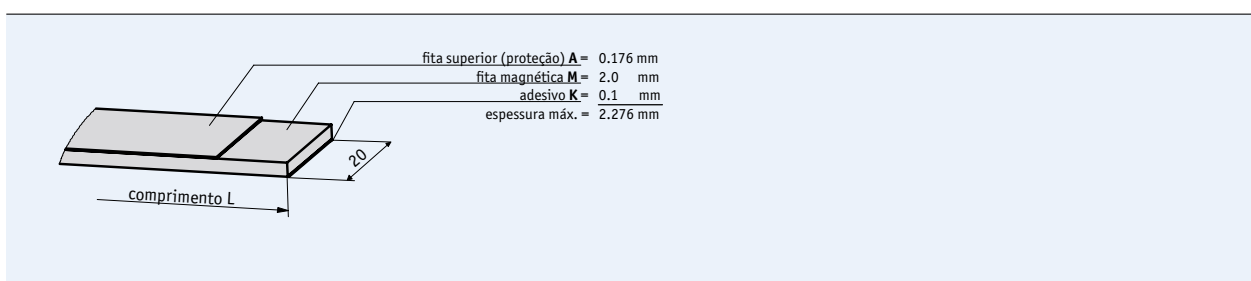 fita superior (proteção) A = 0.176 mm
fita magnética M = 2.0 mm
adesivo K = 0.1 mm
espessura máx. = 2.276 mm
20
comprimento L